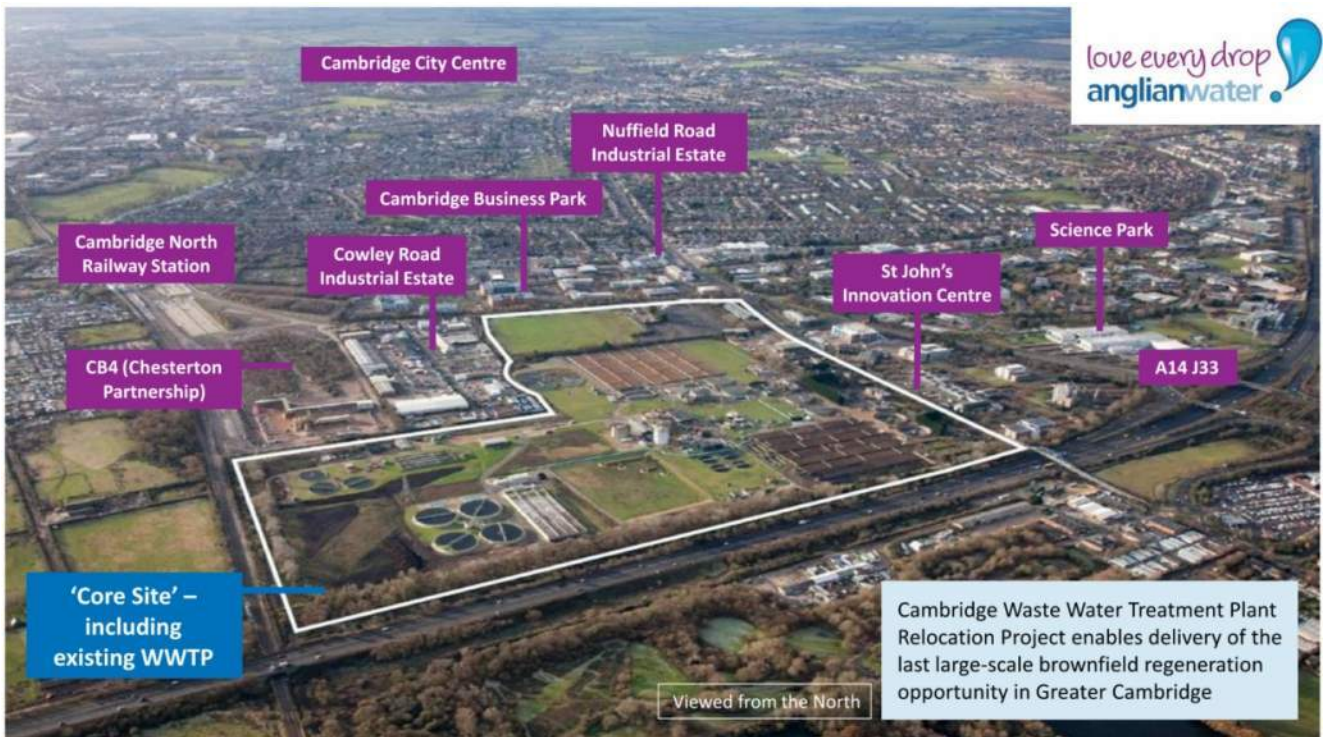 love every drop
anglianwater
Cambridge City Centre
Nuffield Road
Industrial Estate
Cambridge Business Park
Cambridge North
Railway Station
Cowley Road
Industrial Estate
Science Park
St John's
Innovation Centre
CB4 (Chesterton
Partnership)
A14 J33
'Core Site' –
including
existing WWTP
Cambridge Waste Water Treatment Plant
Relocation Project enables delivery of the
last large-scale brownfield regeneration
opportunity in Greater Cambridge
Viewed from the North